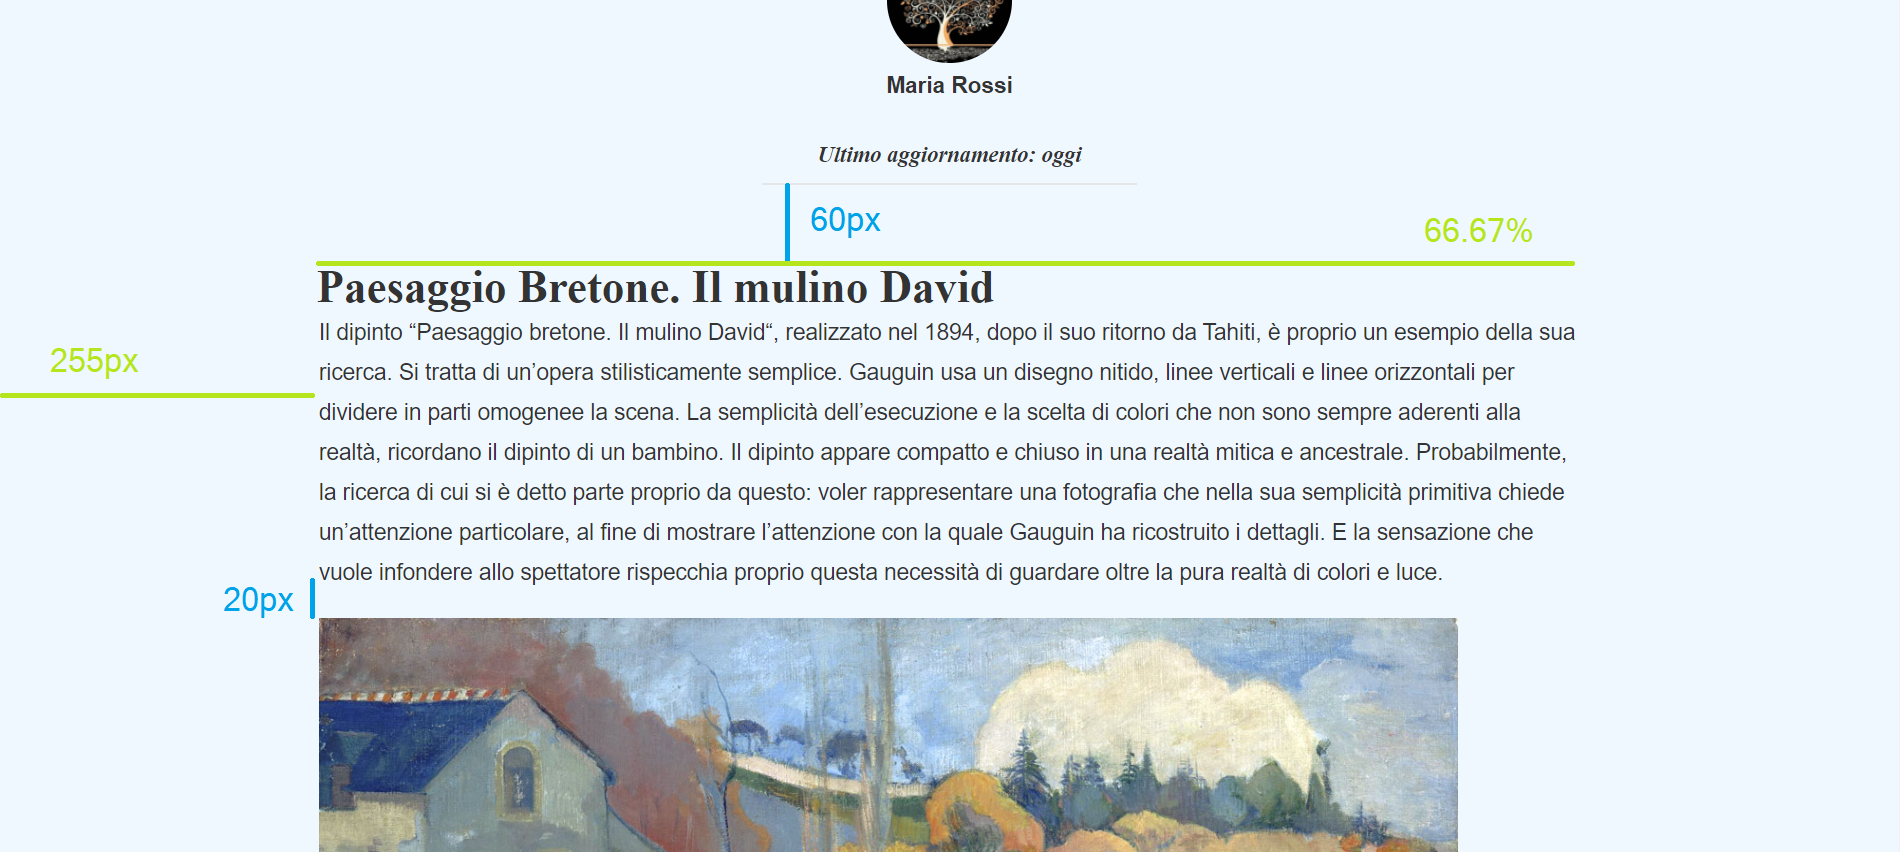 Maria Rossi
Ultimo aggiornamento: oggi
60px
66.67%
Paesaggio Bretone. Il mulino David
Il dipinto “Paesaggio bretone. Il mulino David“, realizzato nel 1894, dopo il suo ritorno da Tahiti, è proprio un esempio della sua
255px
ricerca. Si tratta di un’opera stilisticamente semplice. Gauguin usa un disegno nitido, linee verticali e linee orizzontali per
dividere in parti omogenee la scena. La semplicità dell’esecuzione e la scelta di colori che non sono sempre aderenti alla
realtà, ricordano il dipinto di un bambino. Il dipinto appare compatto e chiuso in una realtà mitica e ancestrale. Probabilmente,
la ricerca di cui si è detto parte proprio da questo: voler rappresentare una fotografia che nella sua semplicità primitiva chiede
un’attenzione particolare, al fine di mostrare l’attenzione con la quale Gauguin ha ricostruito i dettagli. E la sensazione che
vuole infondere allo spettatore rispecchia proprio questa necessità di guardare oltre la pura realtà di colori e luce.
20px